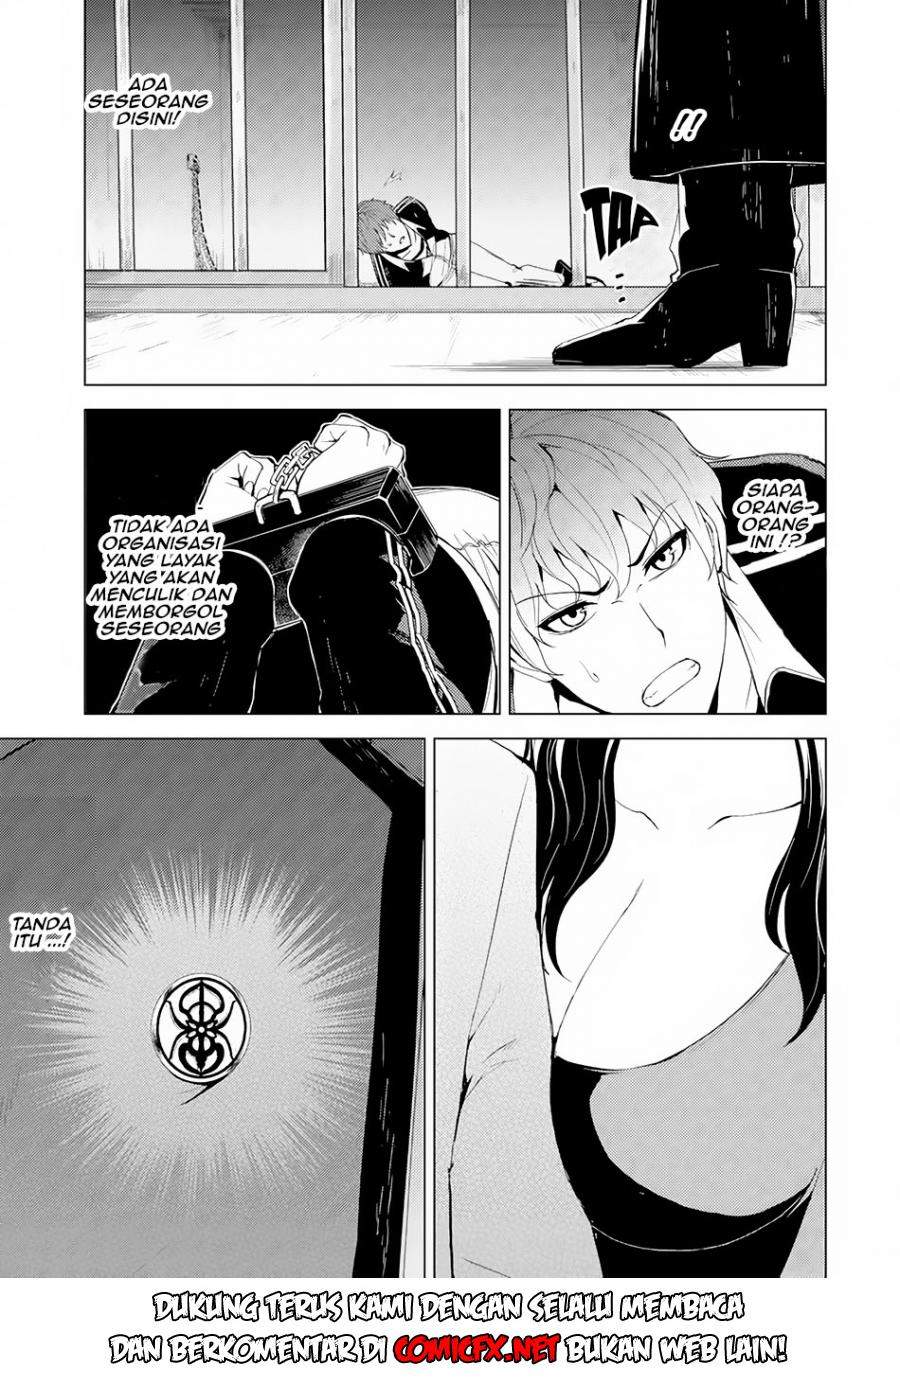 ADA
SESEORANG
DISINI!
!!
TAP
SIAPA
ORANG-
ORANG
INI !?
TIDAK ADA
ORGANISASI
YANG LAYAK
YANG AKAN
MENCULIK DAN
MEMBORGOL
SESEORANG
TANDA
ITU ...!
DUKUNG TERUS KAMI DENGAN SELALU MEMBACA
DAN BERKOMENTAR DI COMICFX.NET BUKAN WEB LAIN!